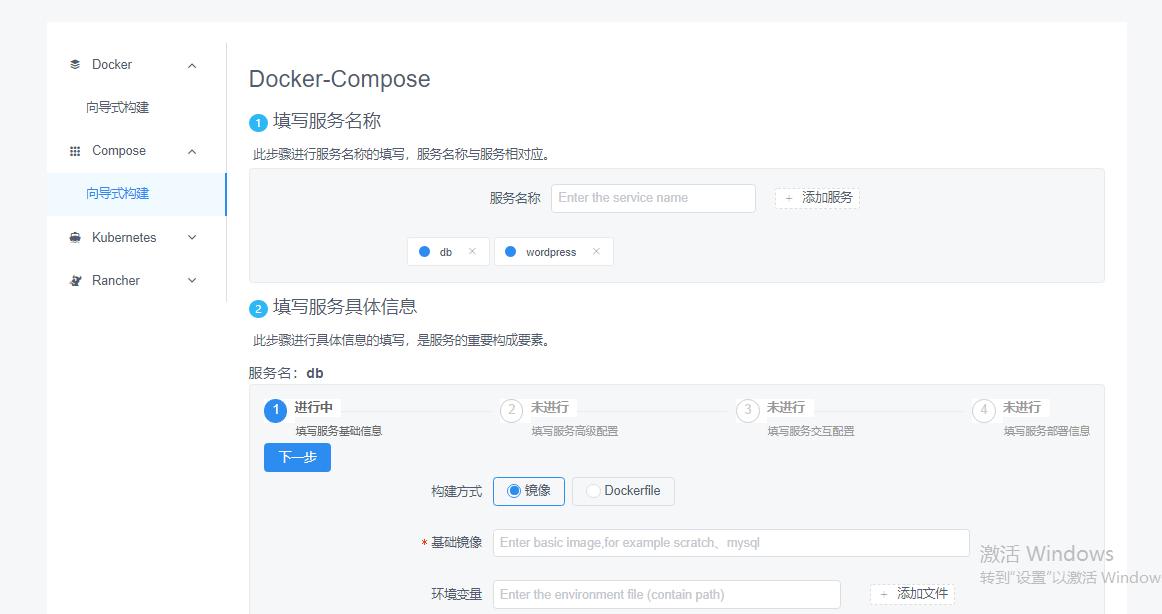 Docker
向导式构建
Compose
向导式构建
Kubernetes
Rancher
Docker-Compose
1 填写服务名称
此步骤进行服务名称的填写，服务名称与服务相对应。
服务名称 Enter the service name + 添加服务
db × wordpress ×
2 填写服务具体信息
此步骤进行具体信息的填写，是服务的重要构成要素。
服务名：db
1 进行中 2 未进行 3 未进行 4 未进行
填写服务基础信息 填写服务高级配置 填写服务交互配置 填写服务部署信息
下一步
构建方式 镜像 Dockerfile
* 基础镜像 Enter basic image,for example scratch、mysql
激活 Windows
转到“设置”以激活 Window
环境变量 Enter the environment file (contain path) + 添加文件